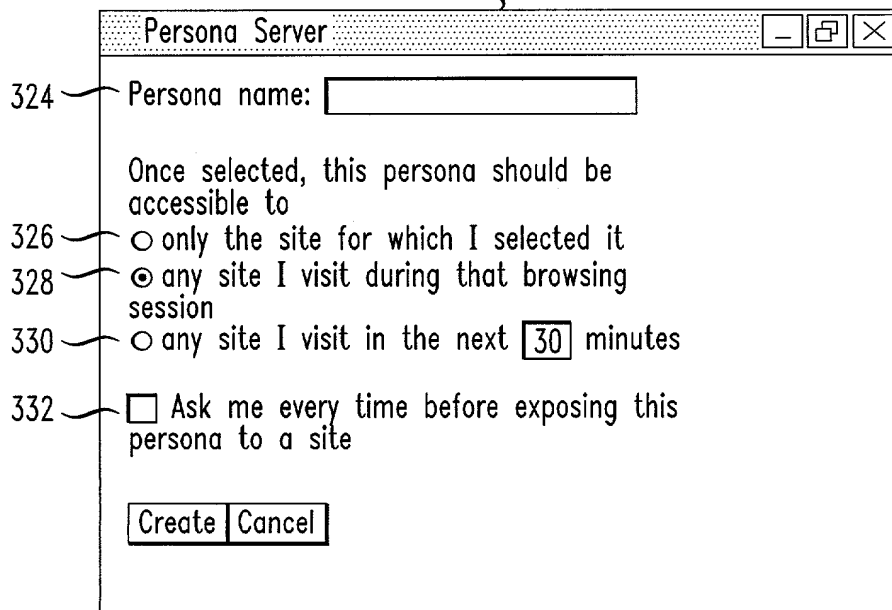 Persona Server
324 Persona name:
Once selected, this persona should be
accessible to
326 only the site for which I selected it
328 any site I visit during that browsing
session
330 any site I visit in the next 30 minutes
332 Ask me every time before exposing this
persona to a site
Create Cancel